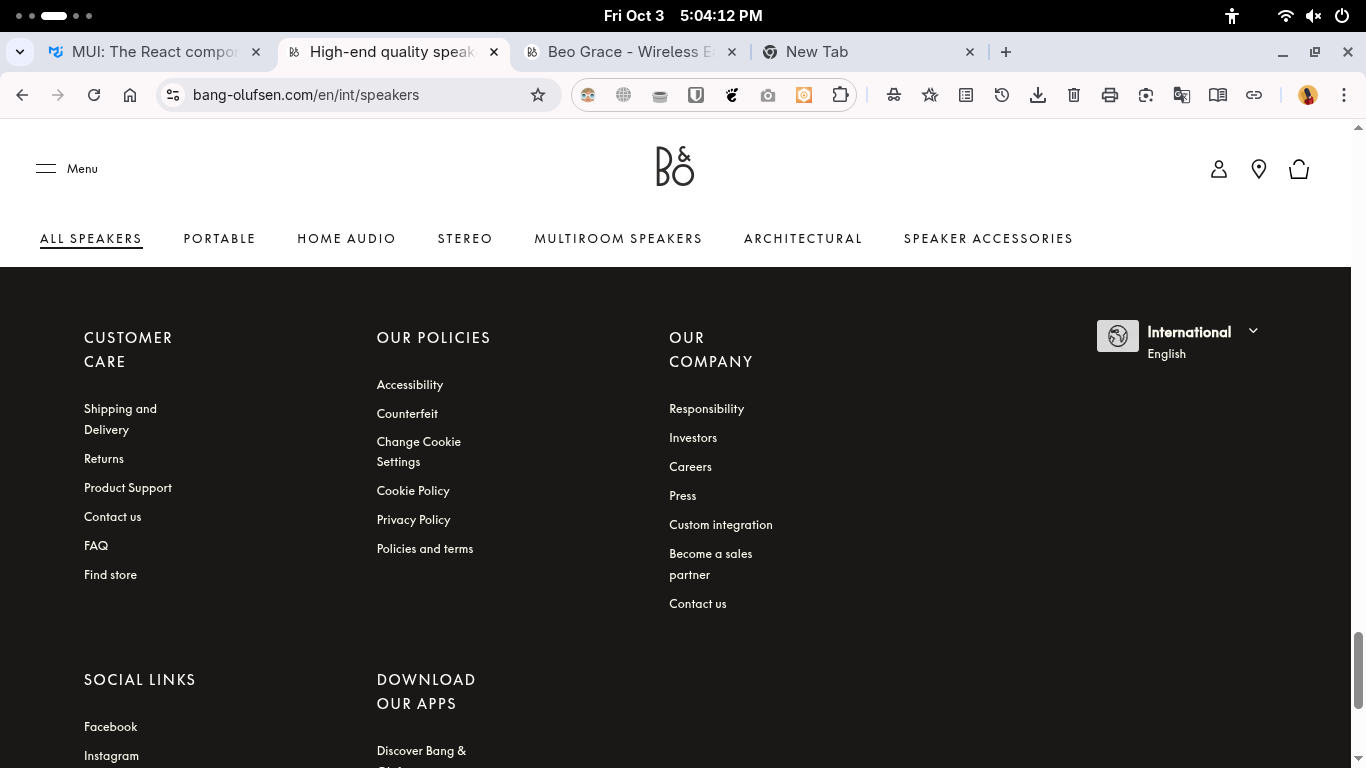 Fri Oct 3 5:04:12 PM
MUI: The React compo
High-end quality speak
Beo Grace - Wireless E
New Tab
bang-olufsen.com/en/int/speakers
Menu
B&O
ALL SPEAKERS PORTABLE HOME AUDIO STEREO MULTIROOM SPEAKERS ARCHITECTURAL SPEAKER ACCESSORIES
CUSTOMER
CARE
Shipping and
Delivery
Returns
Product Support
Contact us
FAQ
Find store
OUR POLICIES
Accessibility
Counterfeit
Change Cookie
Settings
Cookie Policy
Privacy Policy
Policies and terms
OUR
COMPANY
Responsibility
Investors
Careers
Press
Custom integration
Become a sales
partner
Contact us
International
English
SOCIAL LINKS
Facebook
Instagram
DOWNLOAD
OUR APPS
Discover Bang &